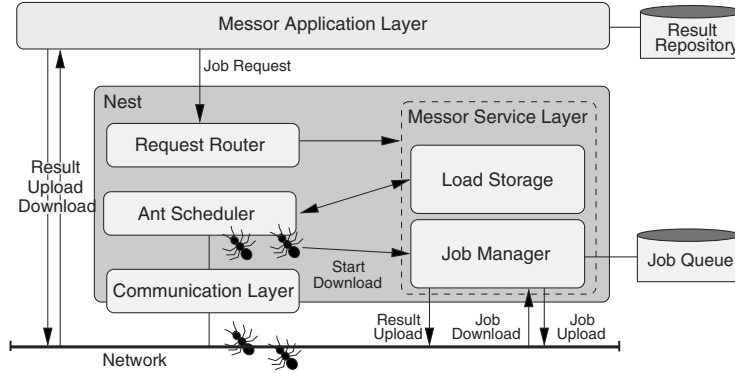 Messor Application Layer
Result
Repository
Job Request
Nest
Messor Service Layer
Request Router
Result
Upload
Download
Load Storage
Ant Scheduler
Job Manager
Job Queue
Start
Download
Communication Layer
Result
Upload
Job
Download
Job
Upload
Network